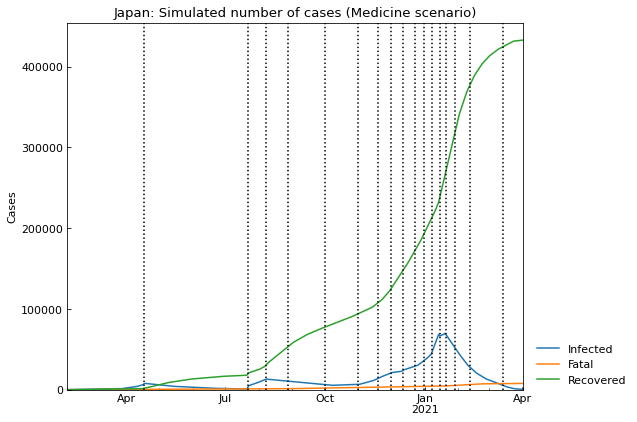 Japan: Simulated number of cases (Medicine scenario)
Cases
400000
300000
200000
100000
0
Apr
Jul
Oct
Jan
2021
Apr
Infected
Fatal
Recovered